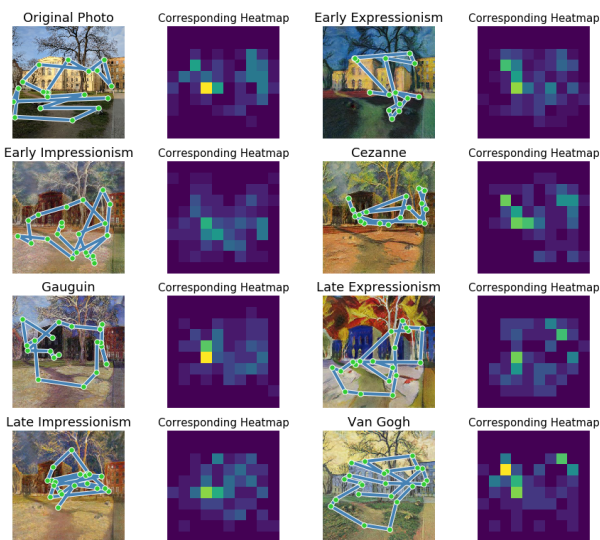 Original Photo
Corresponding Heatmap
Early Expressionism
Corresponding Heatmap
Early Impressionism
Corresponding Heatmap
Cezanne
Corresponding Heatmap
Gauguin
Corresponding Heatmap
Late Expressionism
Corresponding Heatmap
Late Impressionism
Corresponding Heatmap
Van Gogh
Corresponding Heatmap